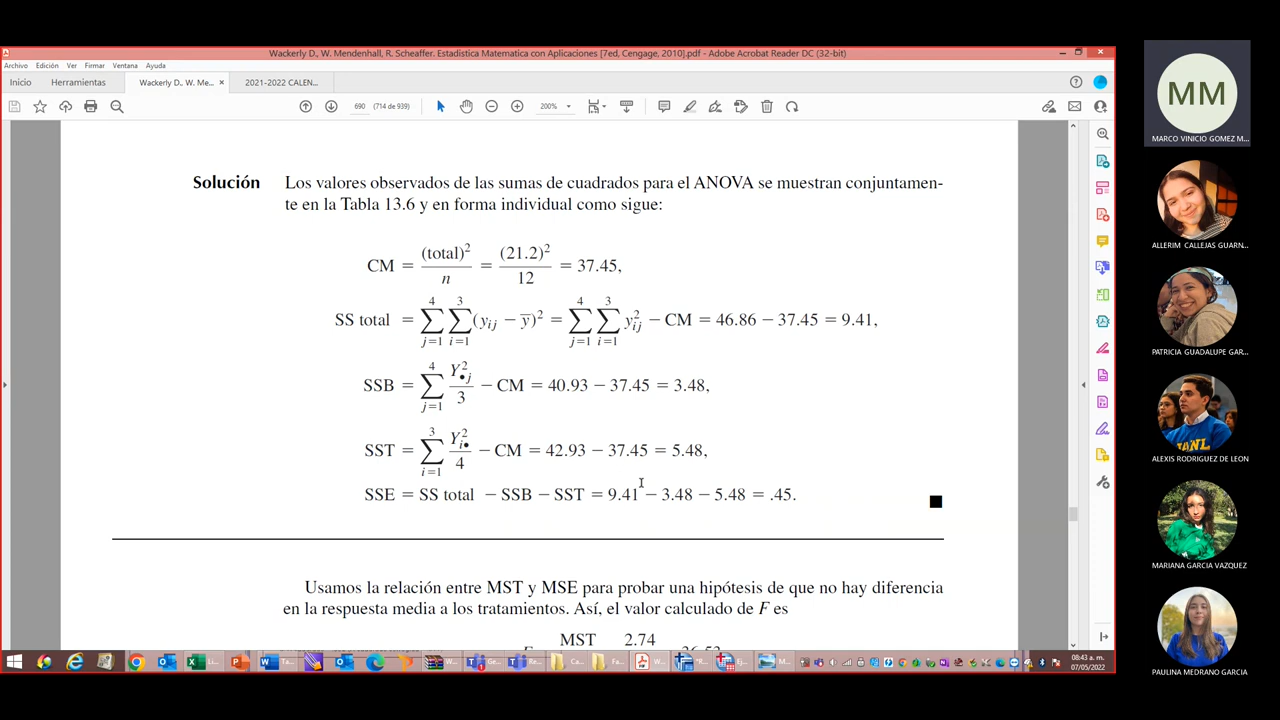 Wackerly D., W. Mendenhall, R. Scheaffer. Estadistica Matematica con Aplicaciones [7ed, Cengage, 2010].pdf - Adobe Acrobat Reader DC (32-bit)
Archivo Edición Ver Firmar Ventana Ayuda
Inicio Herramientas Wackerly D., W. Me... × 2021-2022 CALEN...
690 (714 de 939) 200%
Solución Los valores observados de las sumas de cuadrados para el ANOVA se muestran conjuntamen-
te en la Tabla 13.6 y en forma individual como sigue:
CM = (total)² / n = (21.2)² / 12 = 37.45,
SS total = ∑_{j=1}^{4} ∑_{i=1}^{3} (y_{ij} − ȳ)² = ∑_{j=1}^{4} ∑_{i=1}^{3} y²_{ij} − CM = 46.86 − 37.45 = 9.41,
SSB = ∑_{j=1}^{4} Y²_{•j} / 3 − CM = 40.93 − 37.45 = 3.48,
SST = ∑_{i=1}^{3} Y²_{i•} / 4 − CM = 42.93 − 37.45 = 5.48,
SSE = SS total − SSB − SST = 9.41 − 3.48 − 5.48 = .45.
Usamos la relación entre MST y MSE para probar una hipótesis de que no hay diferencia
en la respuesta media a los tratamientos. Así, el valor calculado de F es
MST 2.74
08:43 a. m.
07/05/2022
MM
MARCO VINICIO GOMEZ M...
ALLERIM CALLEJAS GUARN...
PATRICIA GUADALUPE GAR...
ALEXIS RODRIGUEZ DE LEON
MARIANA GARCIA VAZQUEZ
PAULINA MEDRANO GARCIA